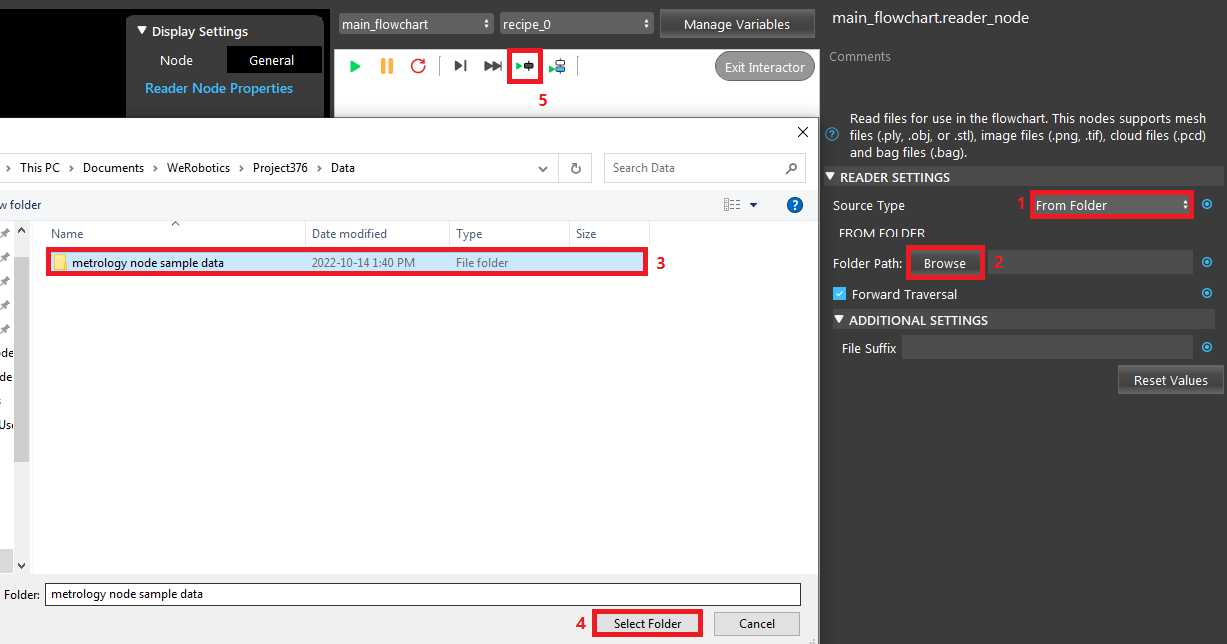 Display Settings
Node
General
Reader Node Properties
main_flowchart
recipe_0
Manage Variables
Exit Interactor
5
This PC > Documents > WeRobotics > Project376 > Data
Search Data
w folder
Name
Date modified
Type
Size
metrology node sample data
2022-10-14 1:40 PM
File folder
3
ode
de
s
Use
Folder:
metrology node sample data
4
Select Folder
Cancel
main_flowchart.reader_node
Comments
Read files for use in the flowchart. This nodes supports mesh
files (.ply, .obj, or .stl), image files (.png, .tif), cloud files (.pcd)
and bag files (.bag).
READER SETTINGS
Source Type
1
From Folder
FROM FOLDER
Folder Path:
Browse
2
Forward Traversal
ADDITIONAL SETTINGS
File Suffix
Reset Values